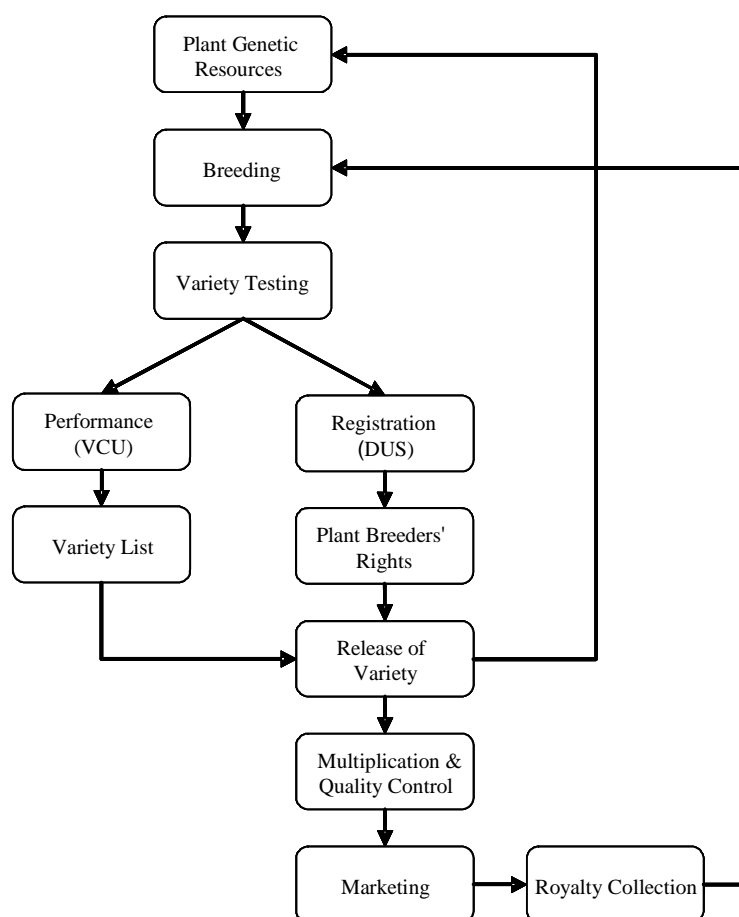 Plant Genetic
Resources
Breeding
Variety Testing
Performance
(VCU)
Registration
(DUS)
Variety List
Plant Breeders'
Rights
Release of
Variety
Multiplication &
Quality Control
Marketing
Royalty Collection